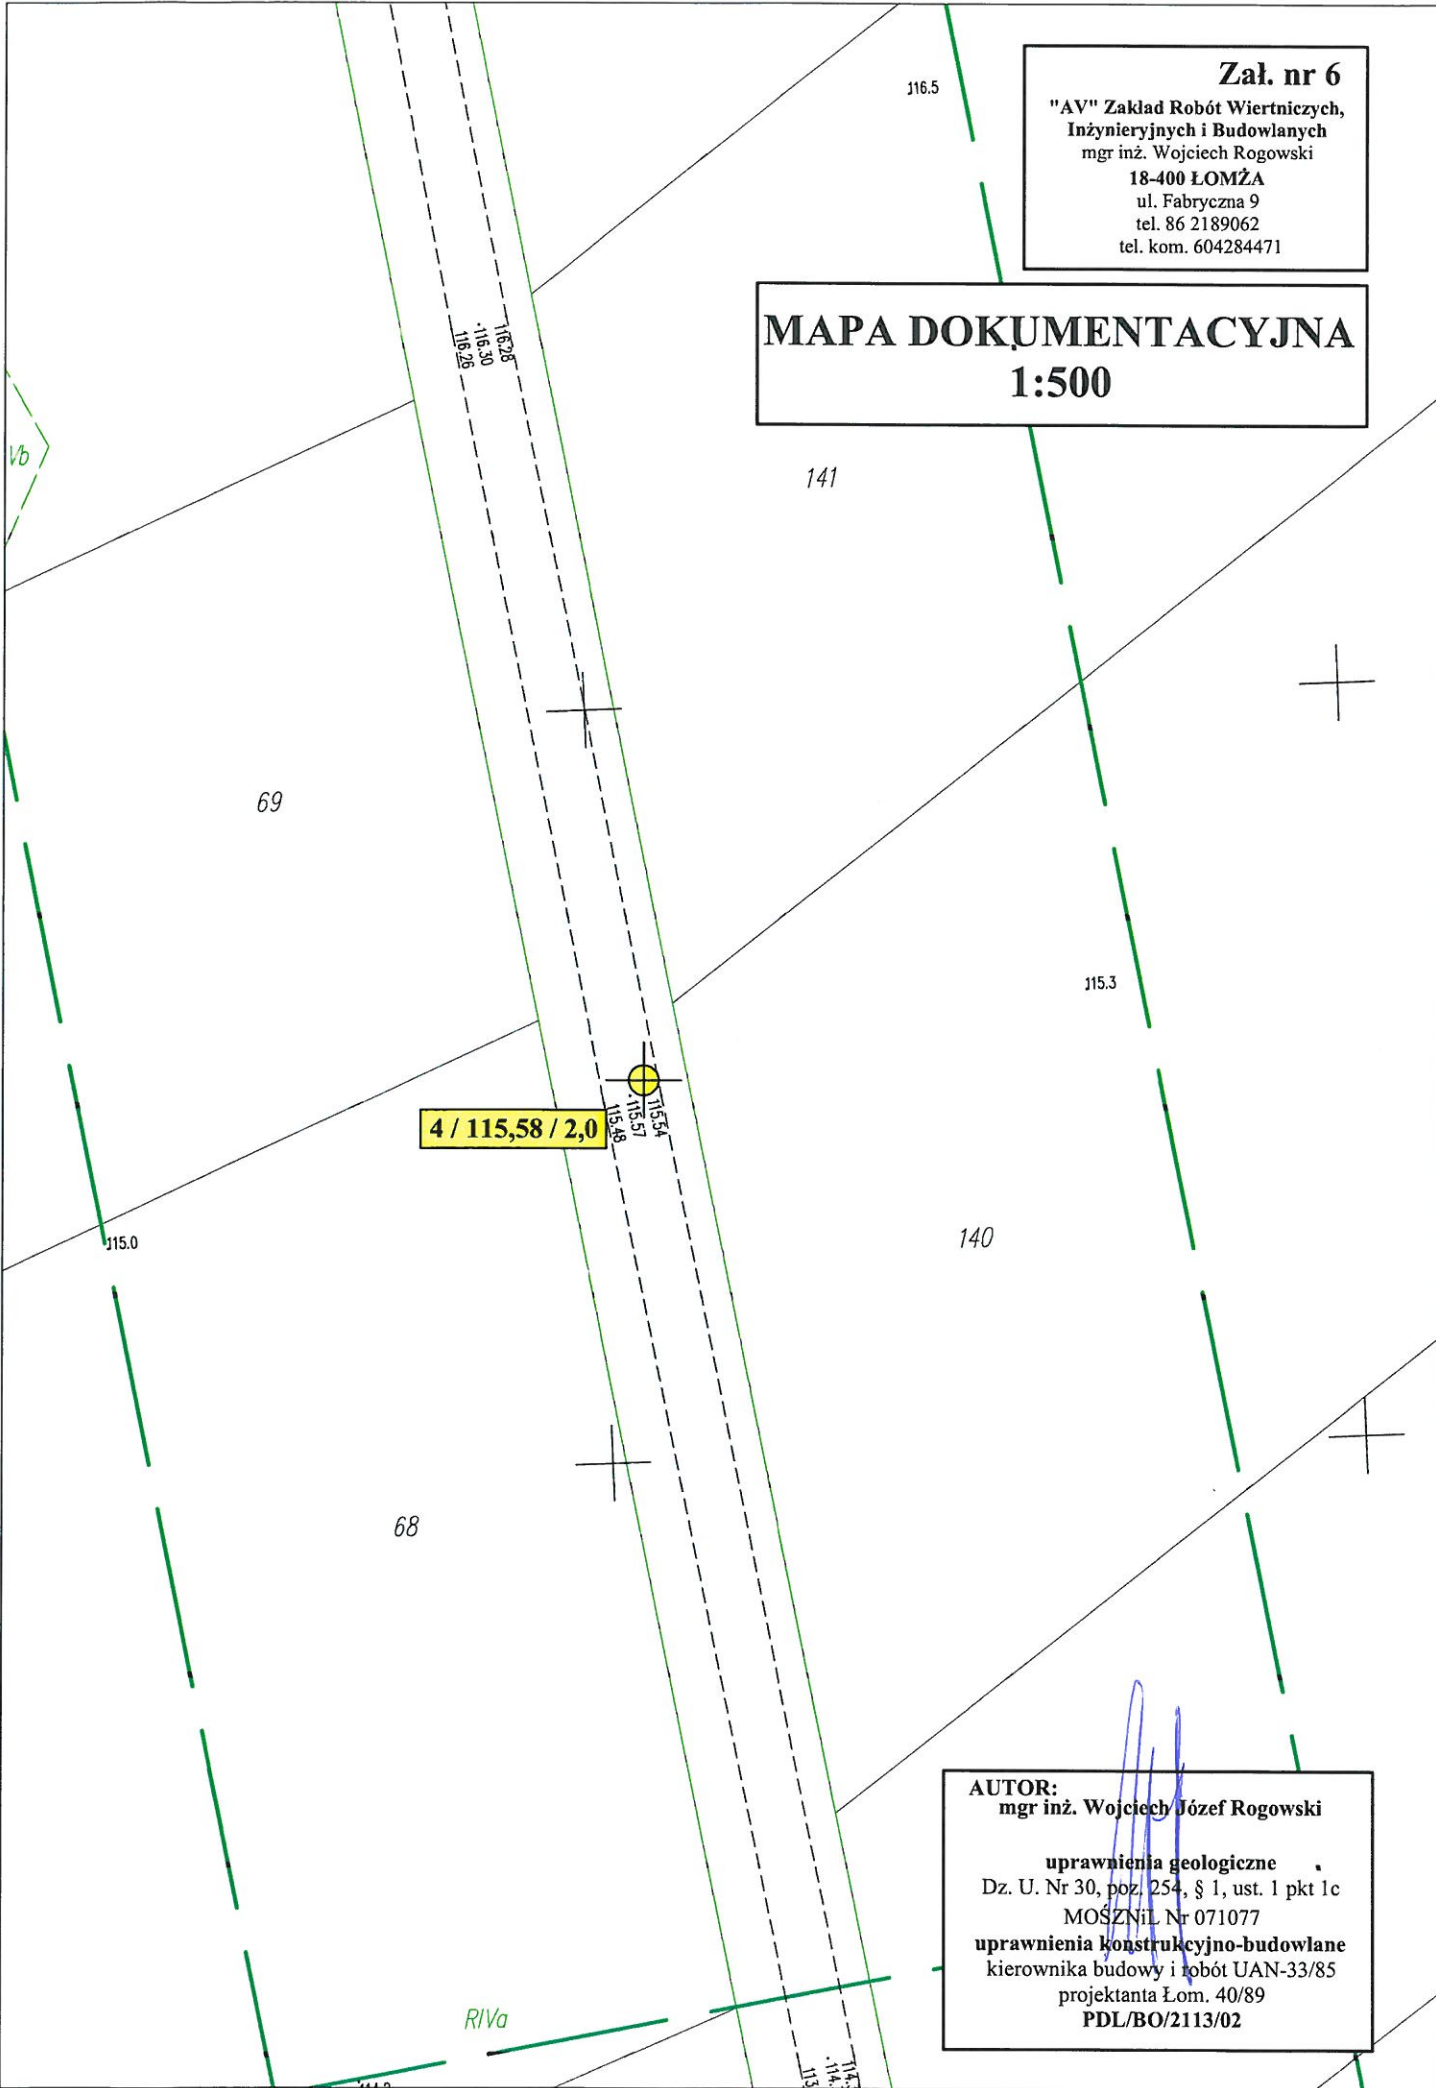 Zał. nr 6
"AV" Zakład Robót Wiertniczych,
Inżynieryjnych i Budowlanych
mgr inż. Wojciech Rogowski
18-400 ŁOMŻA
ul. Fabryczna 9
tel. 86 2189062
tel. kom. 604284471
116.5
MAPA DOKUMENTACYJNA
1:500
116.28
116.30
116.26
Vb
141
69
115.3
4 / 115,58 / 2,0
115.54
115.57
115.48
140
115.0
68
AUTOR:
mgr inż. Wojciech Józef Rogowski
uprawnienia geologiczne
Dz. U. Nr 30, poz. 254, § 1, ust. 1 pkt 1c
MOŚZNiL Nr 071077
uprawnienia konstrukcyjno-budowlane
kierownika budowy i robót UAN-33/85
projektanta Łom. 40/89
PDL/BO/2113/02
RIVa